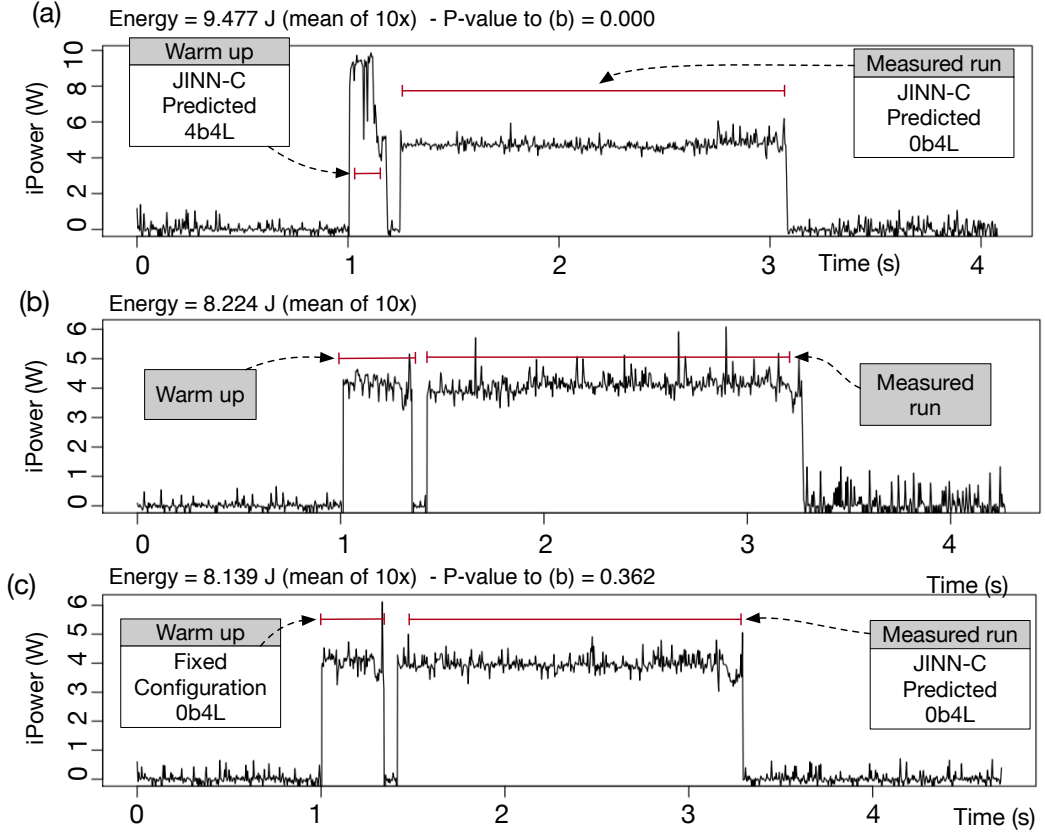 (a)
Energy = 9.477 J (mean of 10x) - P-value to (b) = 0.000
iPower (W)
10
8
6
4
2
0
Warm up
JINN-C
Predicted
4b4L
Measured run
JINN-C
Predicted
0b4L
0 1 2 3 4
Time (s)
(b)
Energy = 8.224 J (mean of 10x)
iPower (W)
6
5
4
3
2
1
0
Warm up
Measured
run
0 1 2 3 4
Time (s)
(c)
Energy = 8.139 J (mean of 10x) - P-value to (b) = 0.362
iPower (W)
6
5
4
3
2
1
0
Warm up
Fixed
Configuration
0b4L
Measured run
JINN-C
Predicted
0b4L
0 1 2 3 4
Time (s)